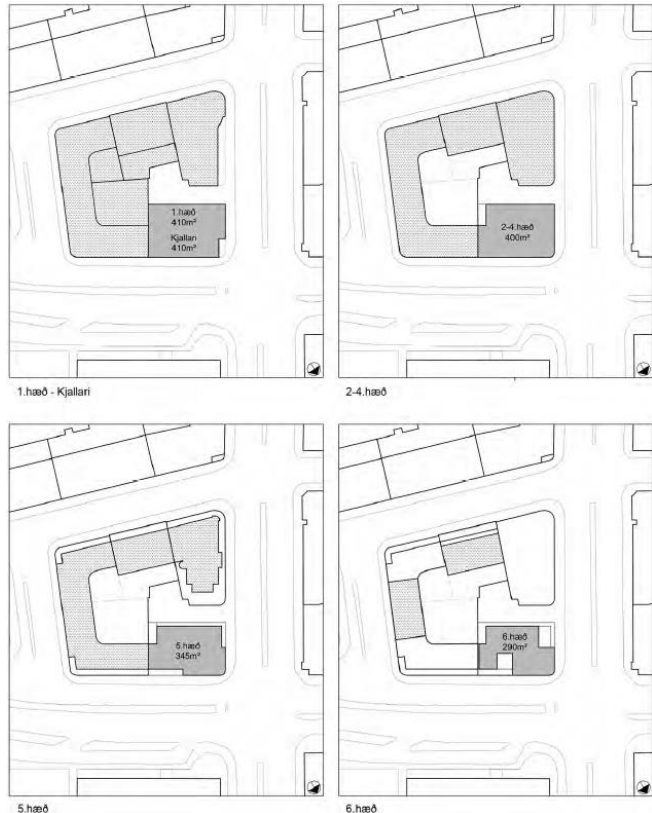 1.hæð
410m²
Kjallari
410m²
1.hæð - Kjallari
2-4.hæð
400m²
2-4.hæð
5.hæð
345m²
5.hæð
6.hæð
290m²
6.hæð